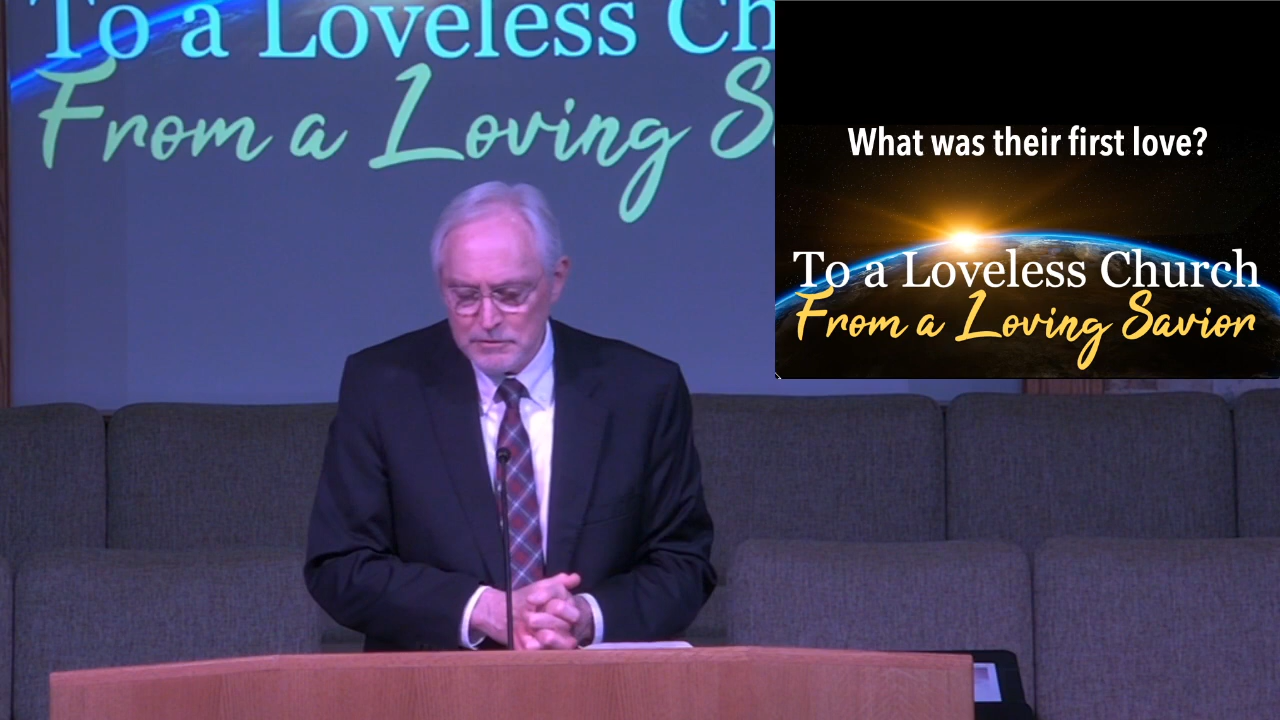 To a Loveless Ch
From a Loving S
What was their first love?
To a Loveless Church
From a Loving Savior